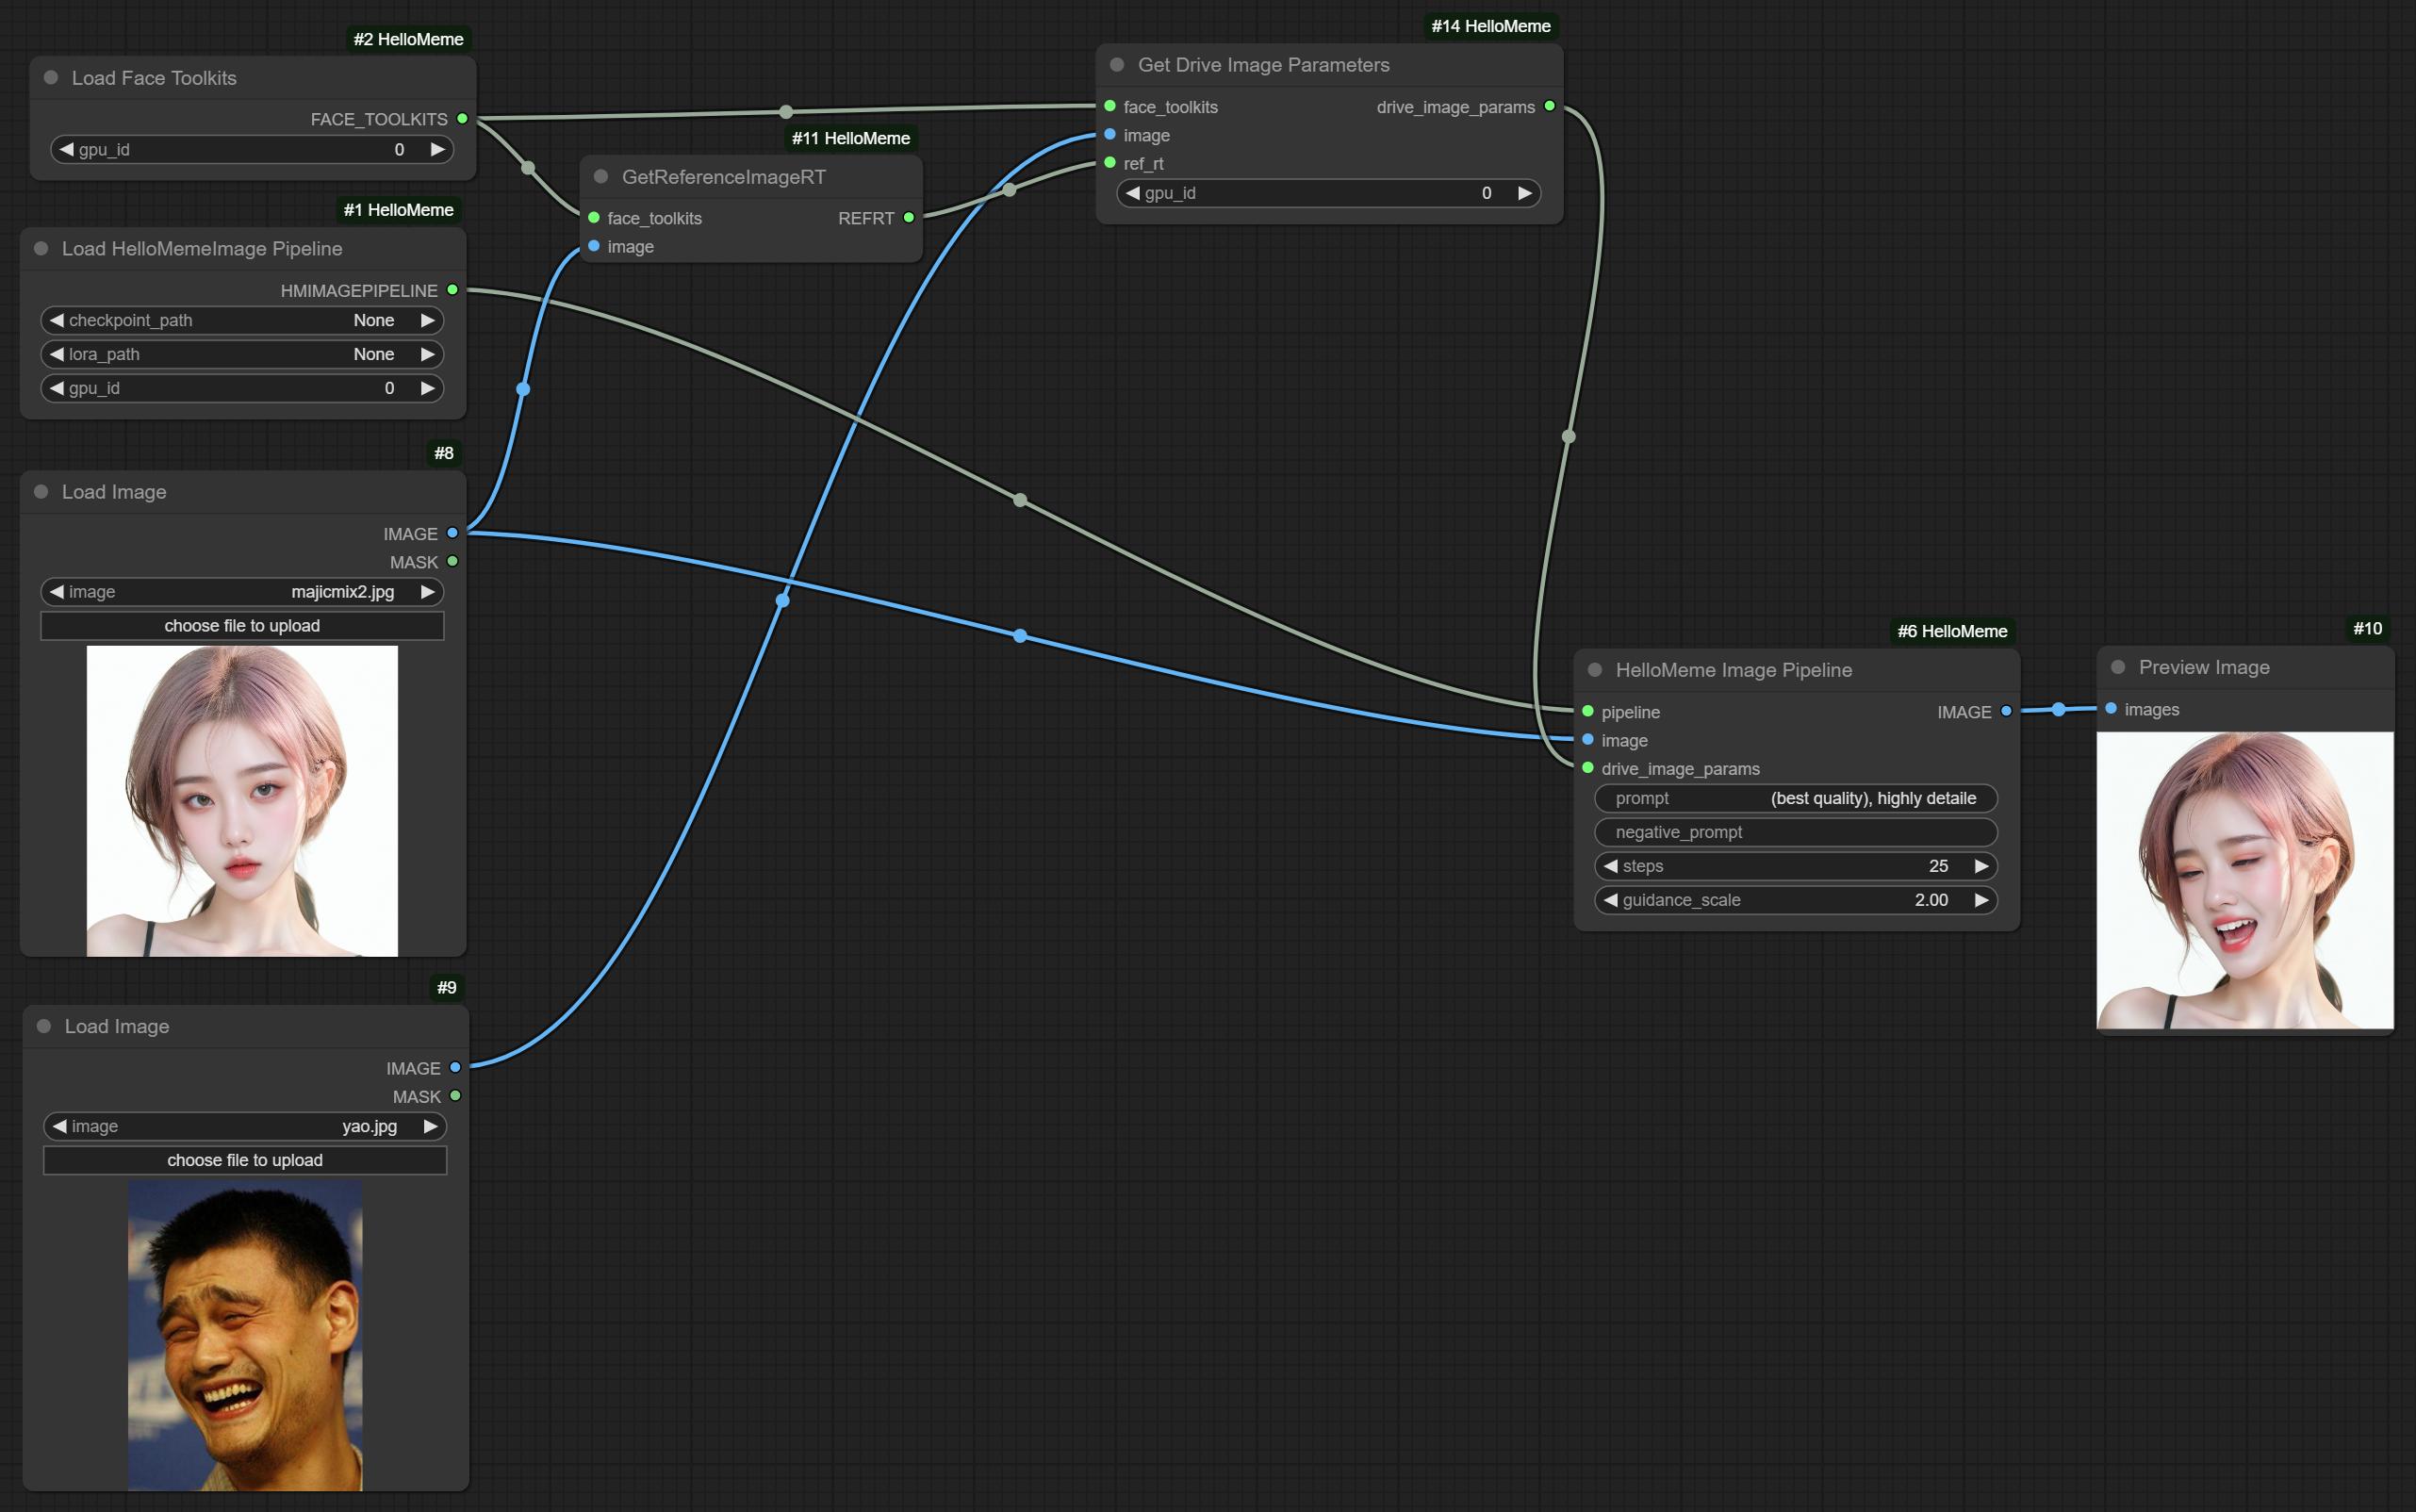 #2 HelloMeme
Load Face Toolkits
FACE_TOOLKITS
gpu_id 0
#1 HelloMeme
Load HelloMemeImage Pipeline
HMIMAGEPIPELINE
checkpoint_path None
lora_path None
gpu_id 0
#8
Load Image
IMAGE
MASK
image majicmix2.jpg
choose file to upload
#9
Load Image
IMAGE
MASK
image yao.jpg
choose file to upload
#11 HelloMeme
GetReferenceImageRT
face_toolkits REFRT
image
#14 HelloMeme
Get Drive Image Parameters
face_toolkits drive_image_params
image
ref_rt
gpu_id 0
#6 HelloMeme
HelloMeme Image Pipeline
pipeline IMAGE
image
drive_image_params
prompt (best quality), highly detaile
negative_prompt
steps 25
guidance_scale 2.00
#10
Preview Image
images